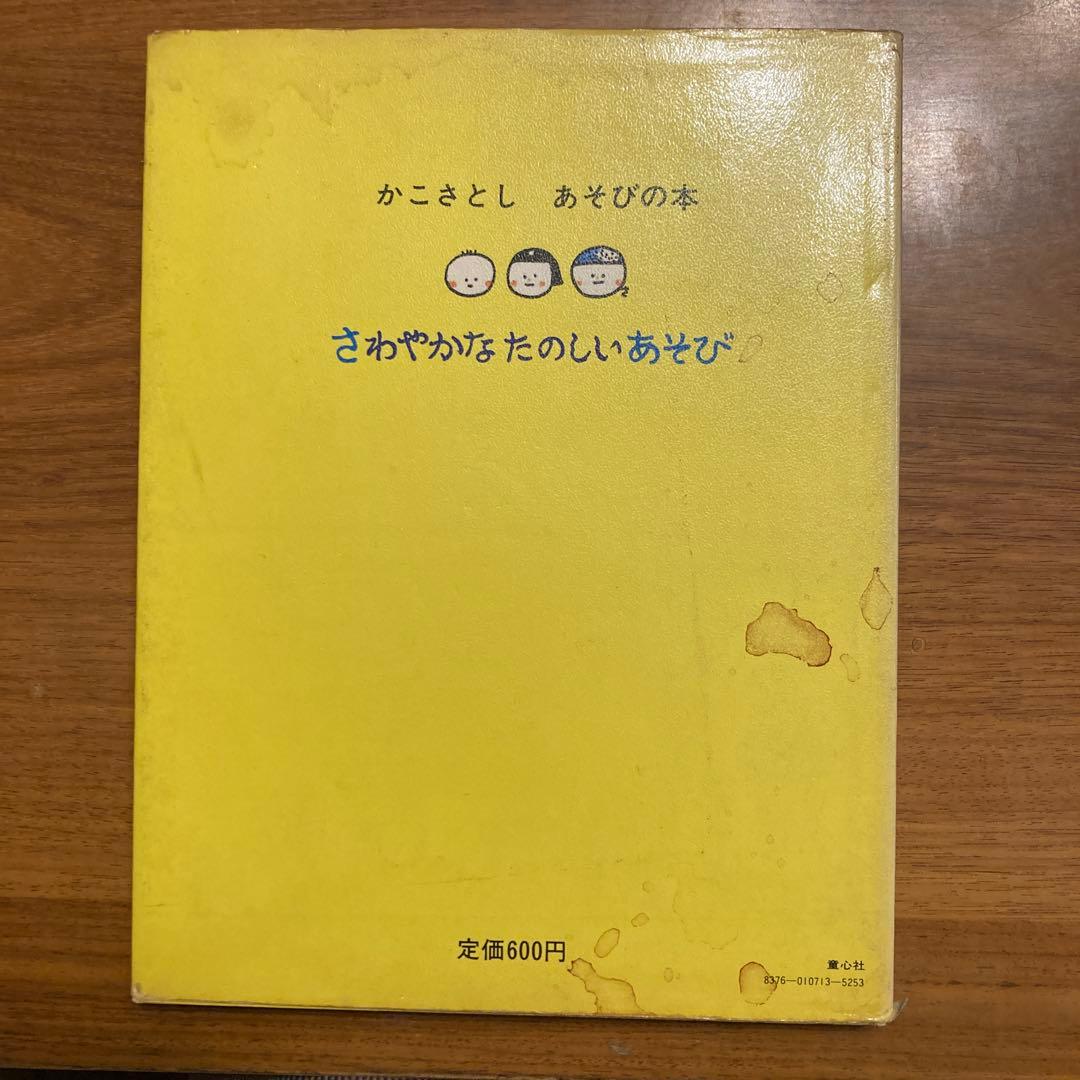 かこさとし　あそびの本
さわやかなたのしいあそび
定価600円
童心社
8376—010713—5253